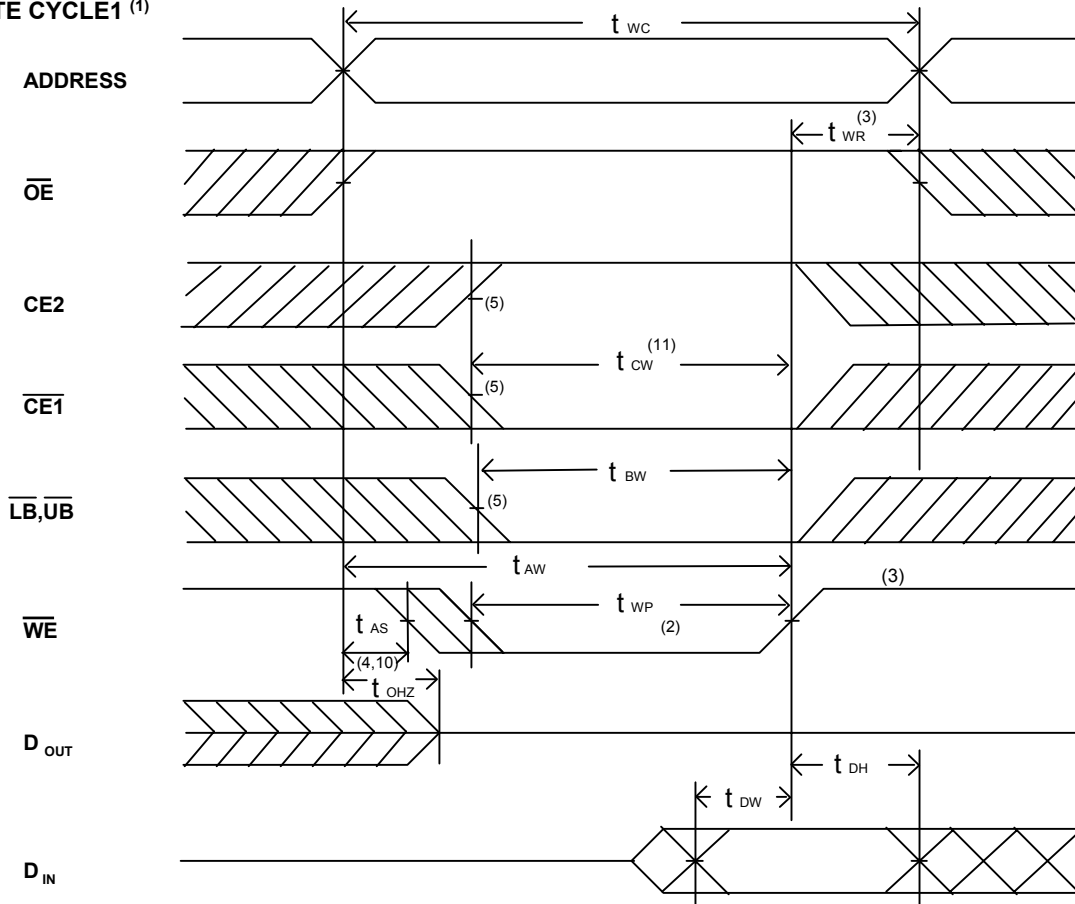 TE CYCLE1 (1)
t WC
ADDRESS
t WR (3)
OE
CE2
(5)
t CW (11)
CE1
(5)
t BW
LB,UB
(5)
t AW
(3)
t WP
(2)
WE
t AS
(4,10)
t OHZ
D OUT
t DH
t DW
D IN